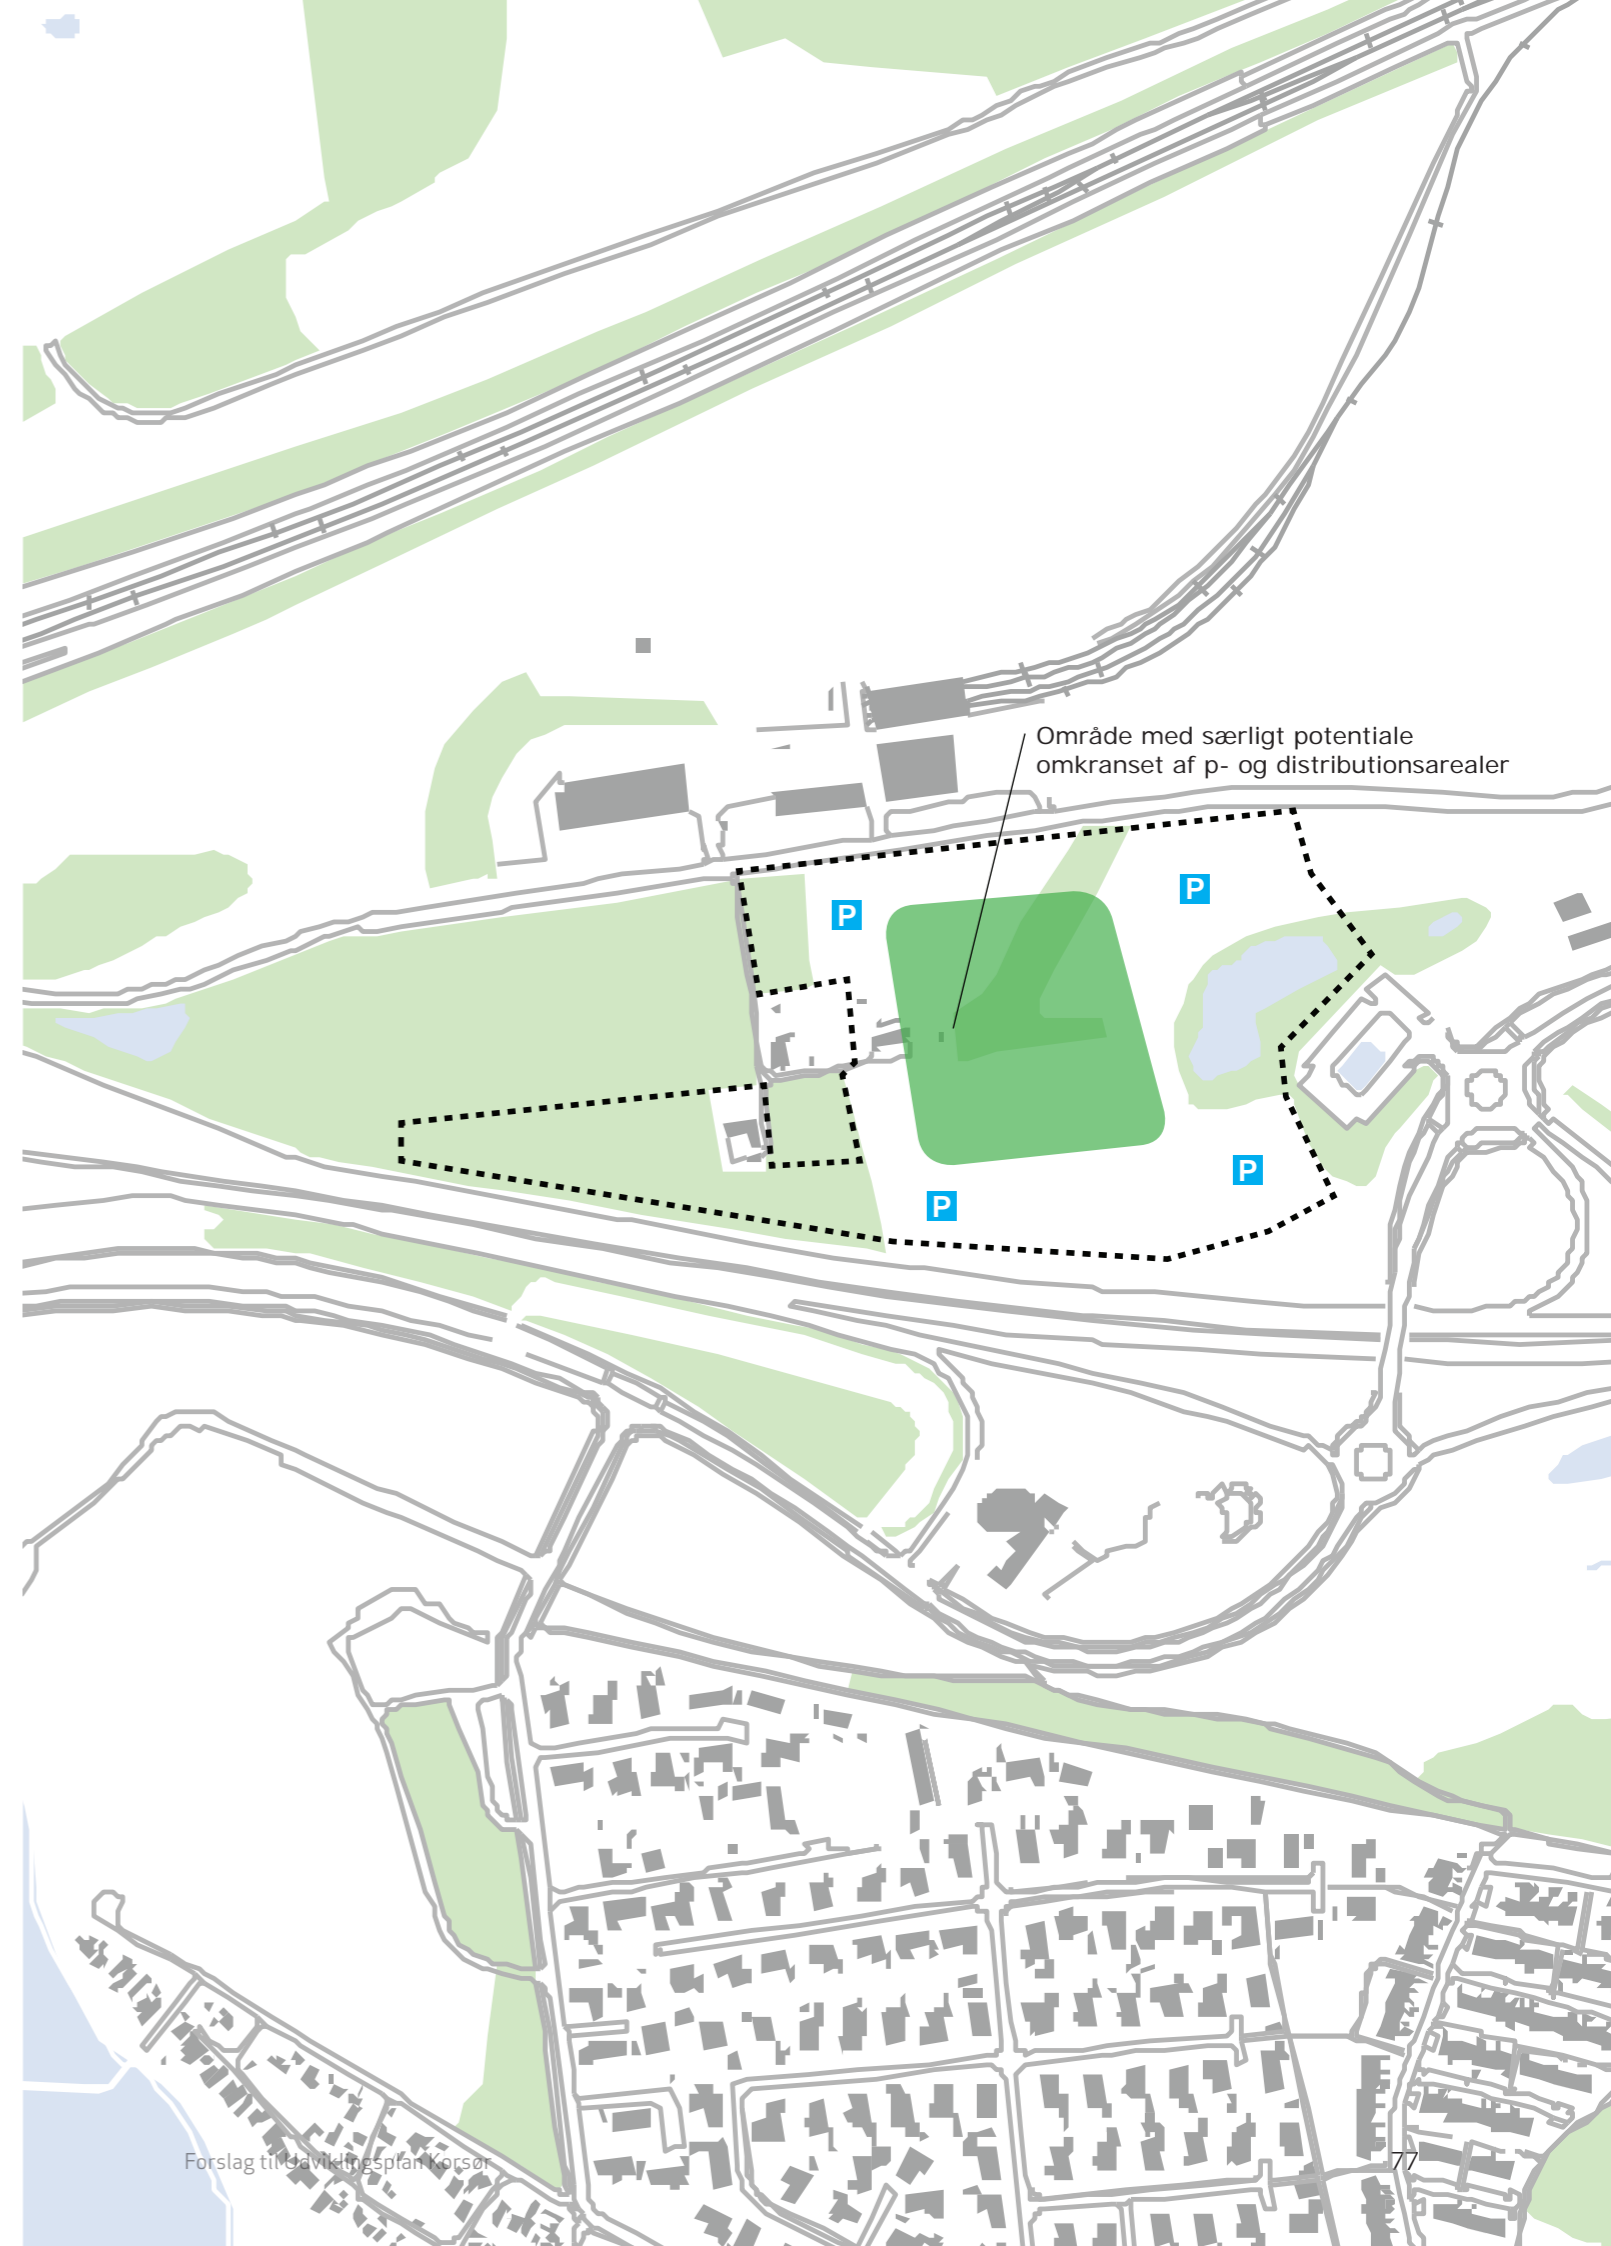 Område med særligt potentiale
omkranset af p- og distributionsarealer
P
P
P
P
Forslag til Udviklingsplan Korsør
77